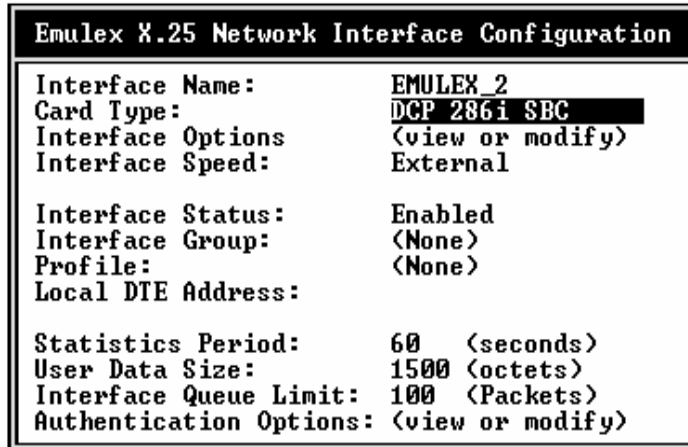 Emulex X.25 Network Interface Configuration
Interface Name: EMULEX_2
Card Type: DCP 286i SBC
Interface Options (view or modify)
Interface Speed: External
Interface Status: Enabled
Interface Group: (None)
Profile: (None)
Local DTE Address:
Statistics Period: 60 (seconds)
User Data Size: 1500 (octets)
Interface Queue Limit: 100 (Packets)
Authentication Options: (view or modify)